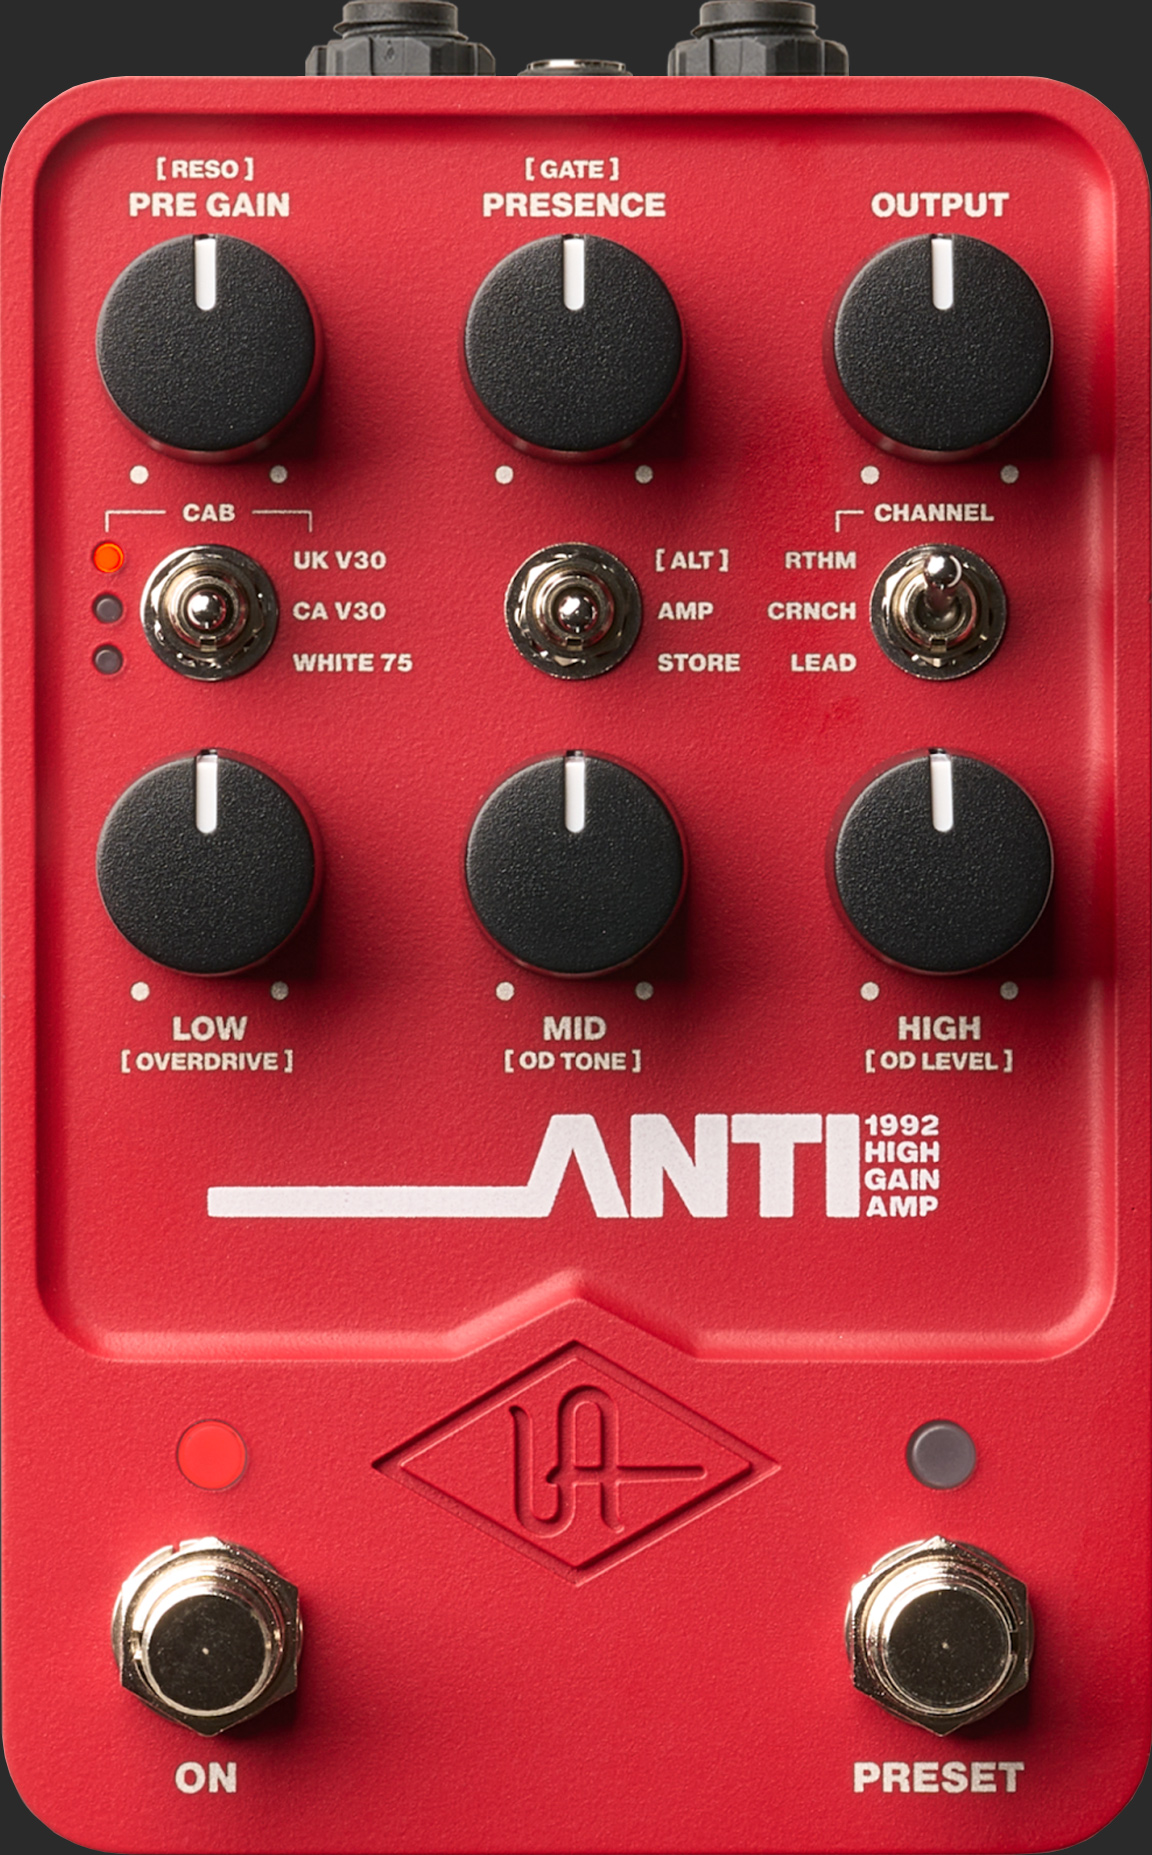 [ RESO ]
PRE GAIN
[ GATE ]
PRESENCE
OUTPUT
CAB
UK V30
CA V30
WHITE 75
[ ALT ]
AMP
STORE
CHANNEL
RTHM
CRNCH
LEAD
LOW
[ OVERDRIVE ]
MID
[ OD TONE ]
HIGH
[ OD LEVEL ]
ANTI
1992
HIGH
GAIN
AMP
UA
ON
PRESET